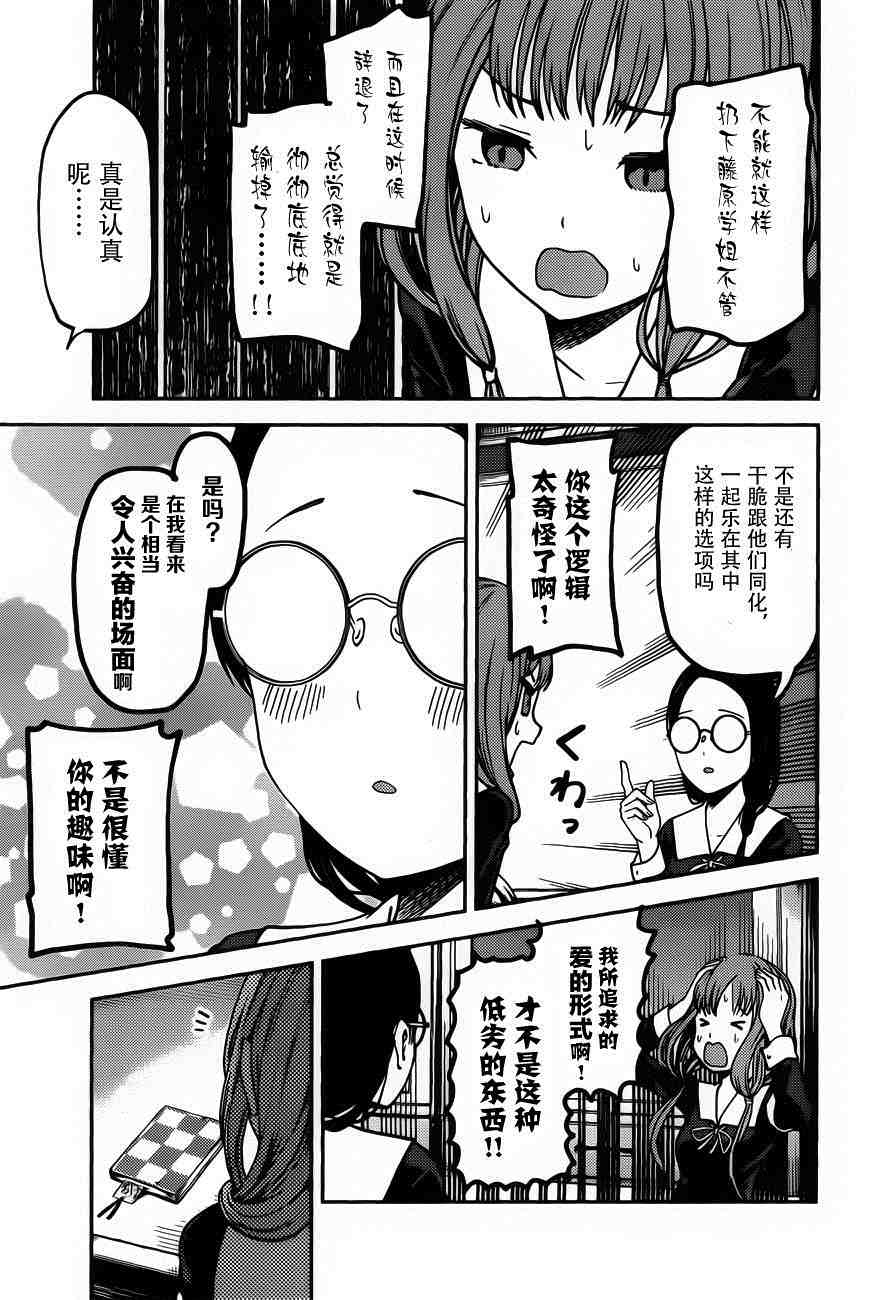 不能就这样
扔下藤原学姐不管
而且在这时候
辞退了
总觉得就是
彻彻底底地
输掉了……!!
真是认真
呢……
不是还有
干脆跟他们同化,
一起乐在其中
这样的选项吗
你这个逻辑
太奇怪了啊!
くわっ
是吗?
在我看来
是个相当
令人兴奋的场面啊
不是很懂
你的趣味啊!
我所追求的
爱的形式啊!
才不是这种
低劣的东西!!